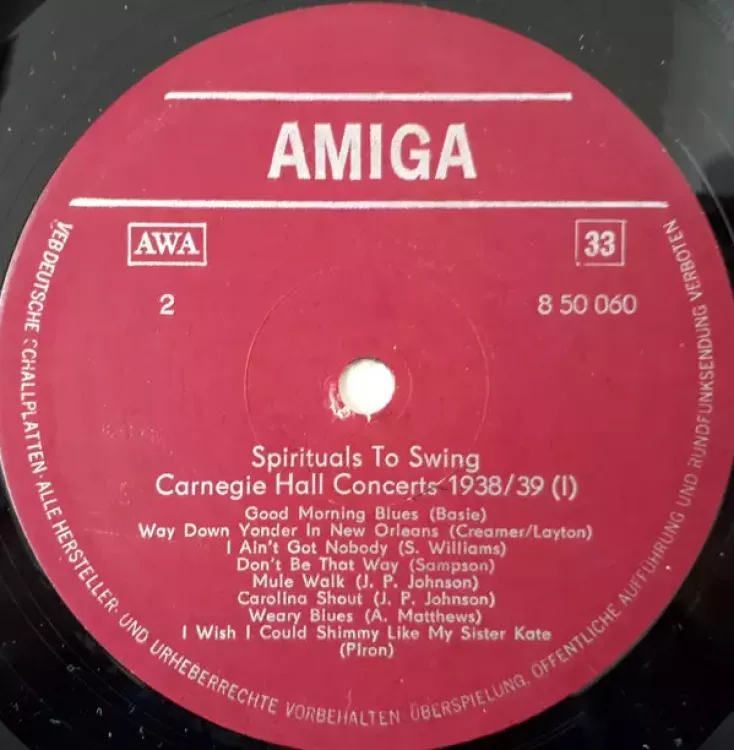 AMIGA
AWA
33
2
8 50 060
Spirituals To Swing
Carnegie Hall Concerts 1938/39 (I)
Good Morning Blues (Basie)
Way Down Yonder In New Orleans (Creamer/Layton)
I Ain't Got Nobody (S. Williams)
Don't Be That Way (Sampson)
Mule Walk (J. P. Johnson)
Carolina Shout (J. P. Johnson)
Weary Blues (A. Matthews)
I Wish I Could Shimmy Like My Sister Kate
(Piron)
VEB DEUTSCHE SCHALLPLATTEN · ALLE HERSTELLER- UND URHEBERRECHTE VORBEHALTEN ÜBERSPIELUNG, ÖFFENTLICHE AUFFÜHRUNG UND RUNDFUNKSENDUNG VERBOTEN